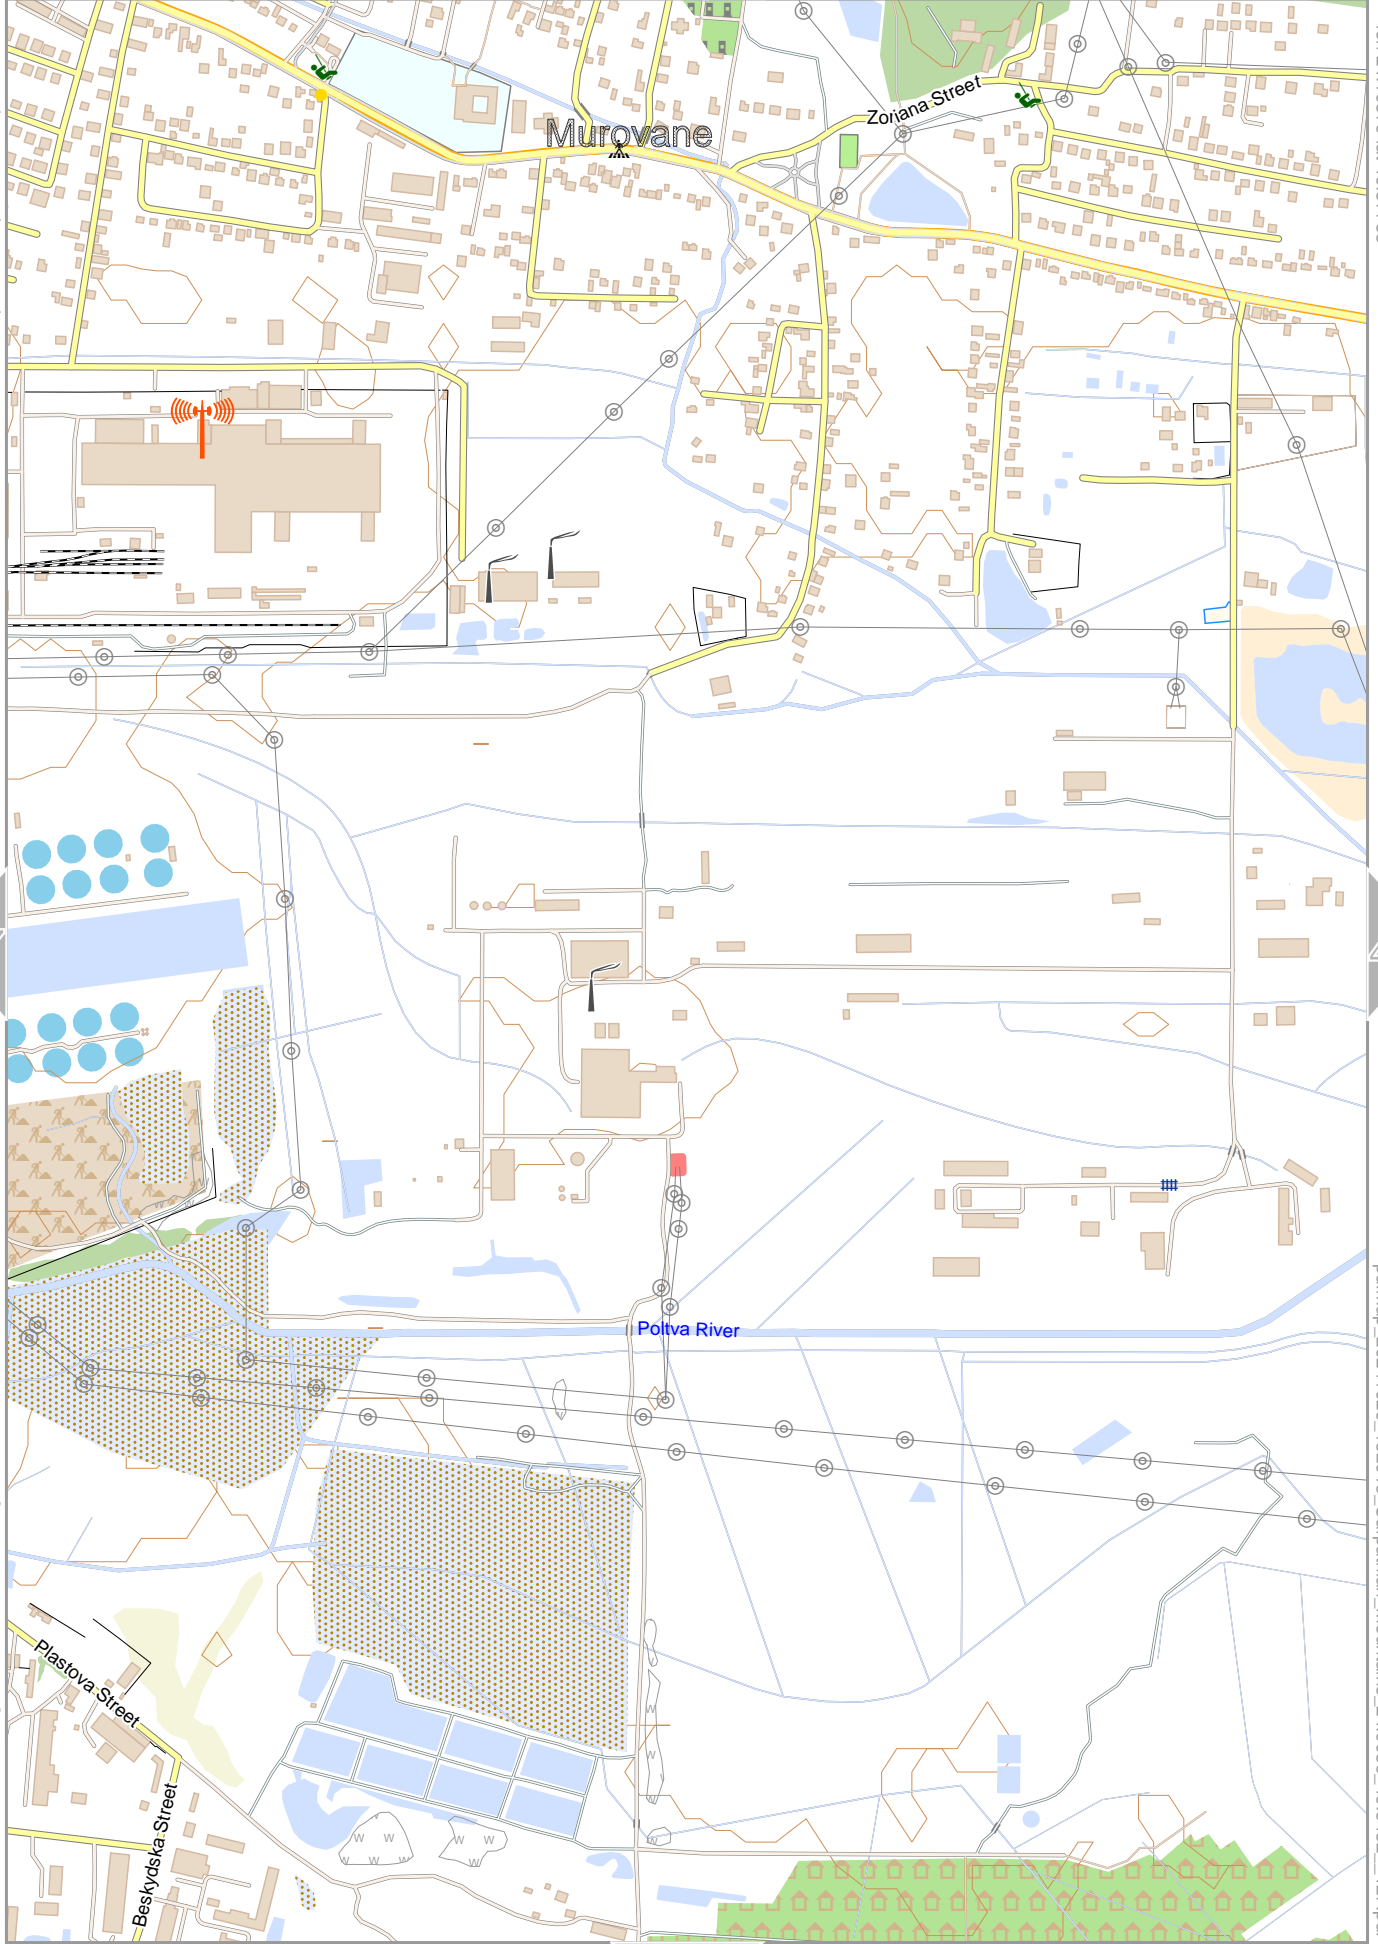 Zoriana Street
Murovane
Poltva River
Plastova Street
Beskydska Street